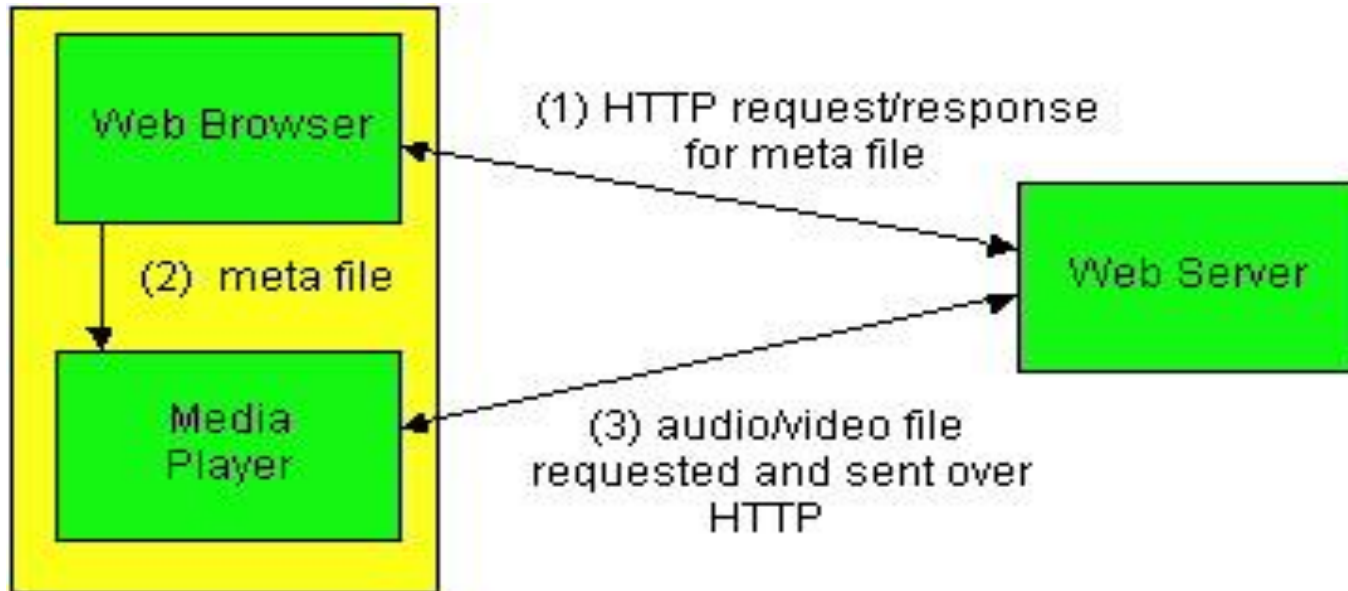 Web Browser
(1) HTTP request/response
for meta file
Web Server
(2) meta file
Media
Player
(3) audio/video file
requested and sent over
HTTP